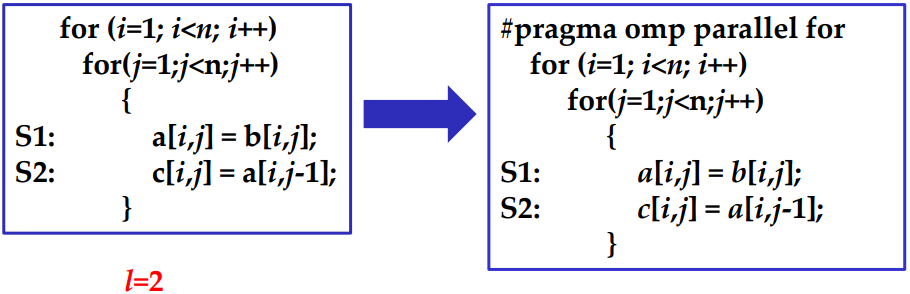 for (i=1; i<n; i++)
for(j=1;j<n;j++)
{
S1: a[i,j] = b[i,j];
S2: c[i,j] = a[i,j-1];
}
l=2
#pragma omp parallel for
for (i=1; i<n; i++)
for(j=1;j<n;j++)
{
S1: a[i,j] = b[i,j];
S2: c[i,j] = a[i,j-1];
}